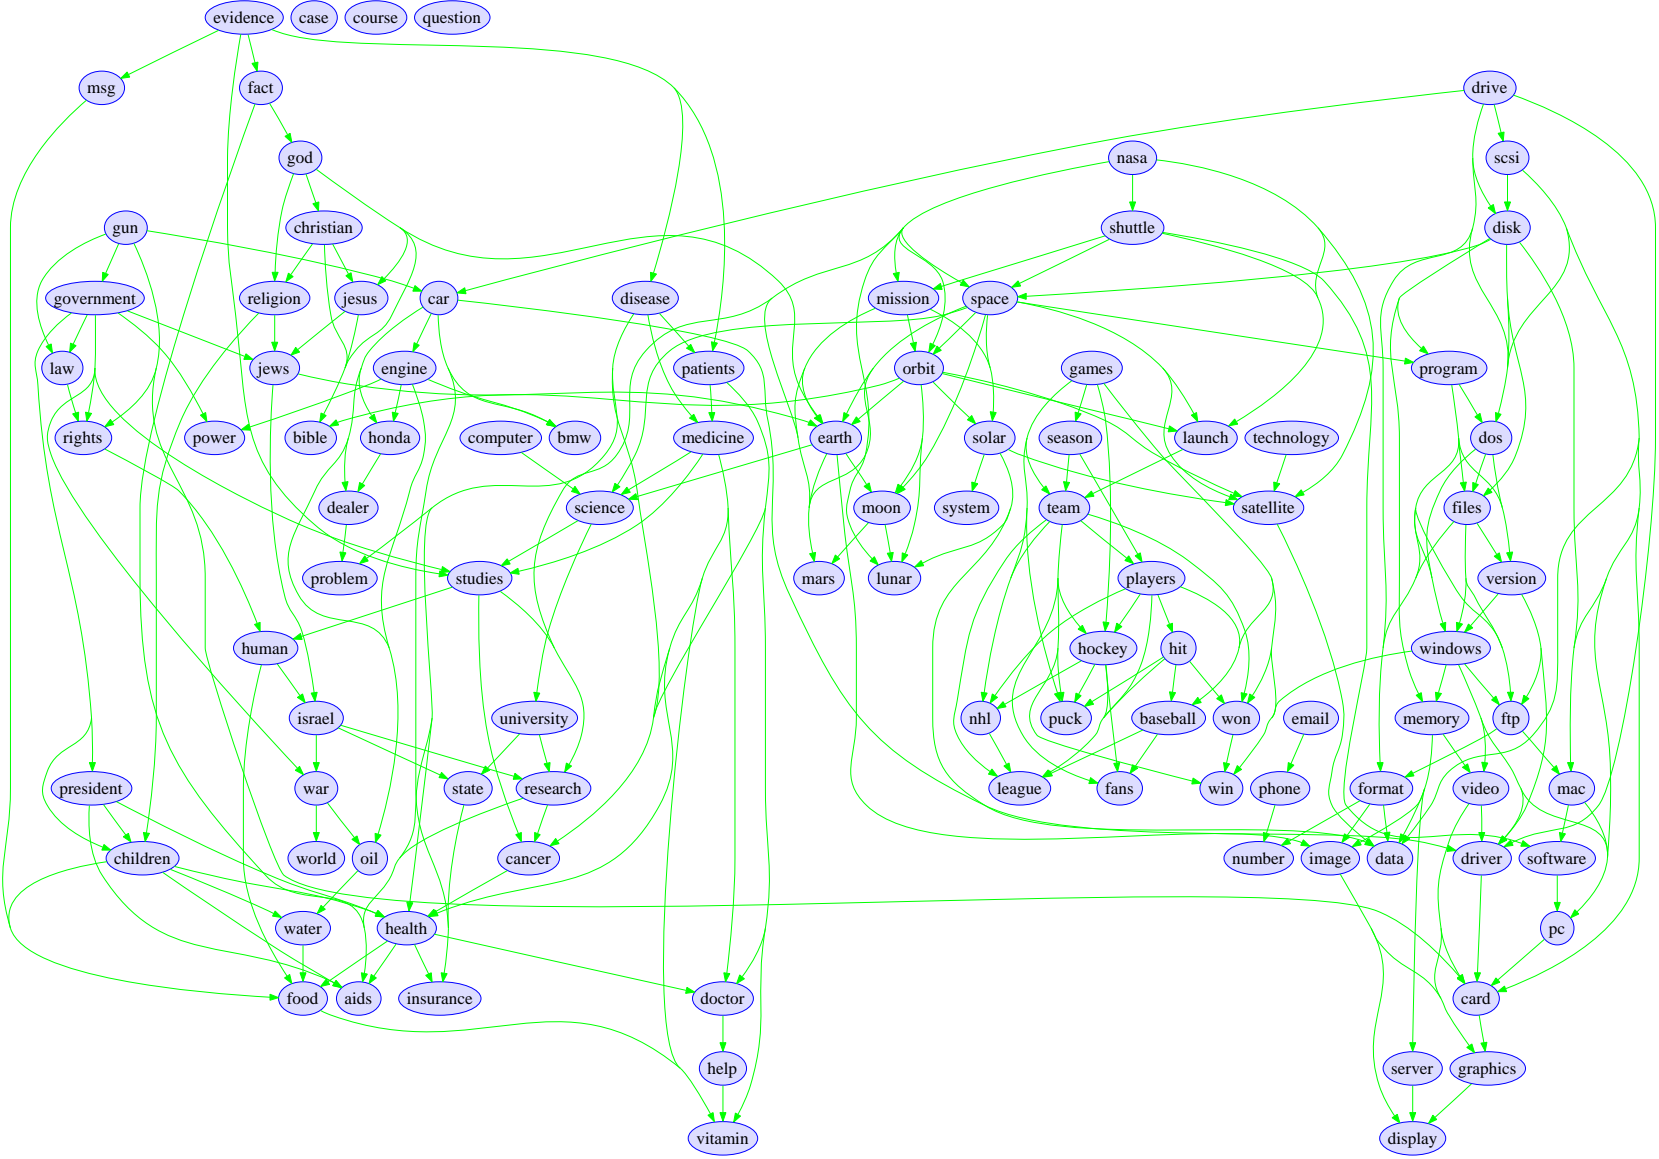 evidence case course question
msg fact drive
god nasa scsi
gun christian shuttle disk
government religion jesus car disease mission space
law jews engine patients orbit games program
rights power bible honda computer bmw medicine earth solar season launch technology dos
dealer science moon system team satellite files
problem studies mars lunar players version
human hockey hit windows
israel university nhl puck baseball won email memory ftp
president war state research league fans win phone format video mac
children world oil cancer number image data driver software
water health pc
food aids insurance doctor card
help server graphics
vitamin display